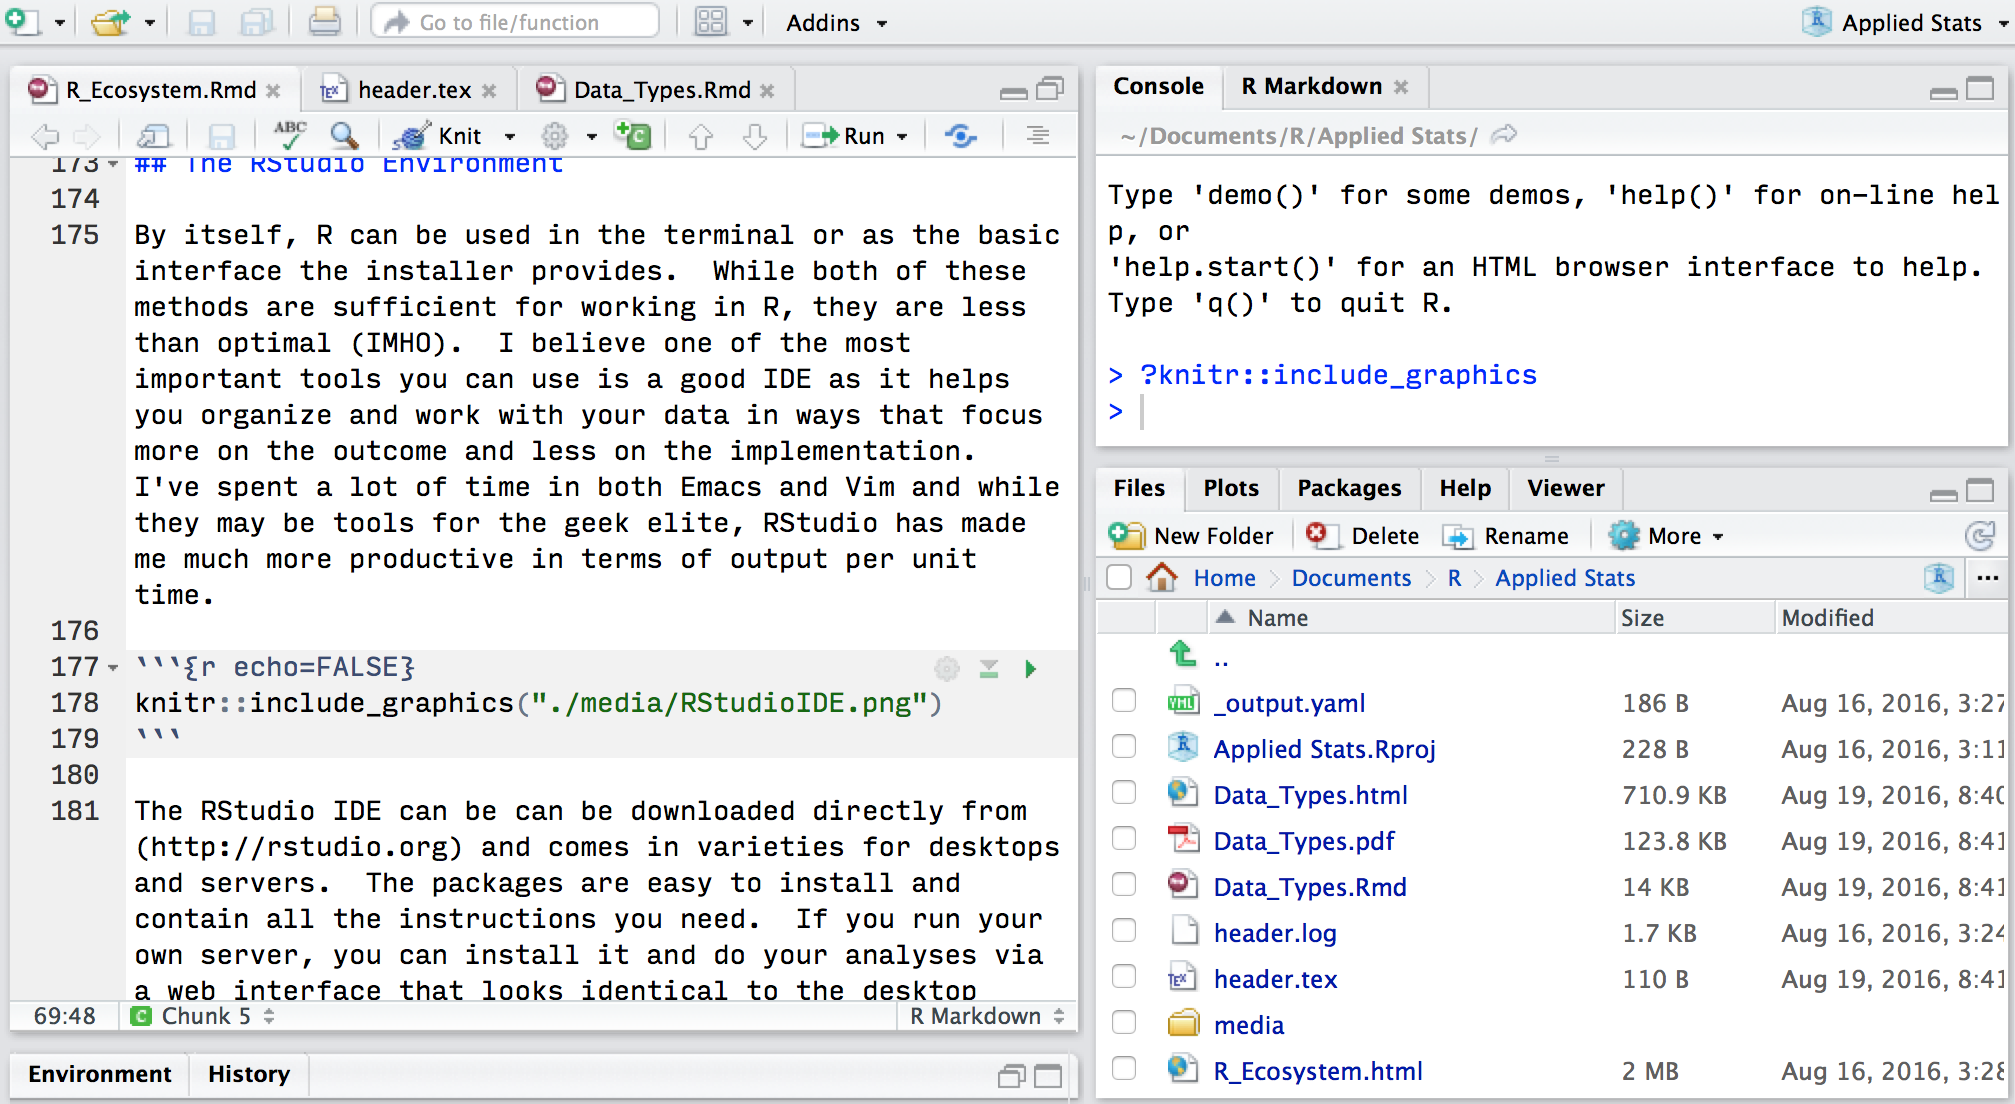 Go to file/function
Addins
Applied Stats
R_Ecosystem.Rmd
header.tex
Data_Types.Rmd
ABC
Knit
Run
173 ## The RStudio Environment
174
175 By itself, R can be used in the terminal or as the basic
interface the installer provides.  While both of these
methods are sufficient for working in R, they are less
than optimal (IMHO).  I believe one of the most
important tools you can use is a good IDE as it helps
you organize and work with your data in ways that focus
more on the outcome and less on the implementation.
I've spent a lot of time in both Emacs and Vim and while
they may be tools for the geek elite, RStudio has made
me much more productive in terms of output per unit
time.
176
177 ```{r echo=FALSE}
178 knitr::include_graphics("./media/RStudioIDE.png")
179 ```
180
181 The RStudio IDE can be can be downloaded directly from
(http://rstudio.org) and comes in varieties for desktops
and servers.  The packages are easy to install and
contain all the instructions you need.  If you run your
own server, you can install it and do your analyses via
a web interface that looks identical to the desktop
69:48 C Chunk 5 R Markdown
Environment History
Console R Markdown
~/Documents/R/Applied Stats/
Type 'demo()' for some demos, 'help()' for on-line hel
p, or
'help.start()' for an HTML browser interface to help.
Type 'q()' to quit R.
> ?knitr::include_graphics
>
Files Plots Packages Help Viewer
New Folder Delete Rename More
Home Documents R Applied Stats ...
Name Size Modified
..
_output.yaml 186 B Aug 16, 2016, 3:27
Applied Stats.Rproj 228 B Aug 16, 2016, 3:11
Data_Types.html 710.9 KB Aug 19, 2016, 8:40
Data_Types.pdf 123.8 KB Aug 19, 2016, 8:41
Data_Types.Rmd 14 KB Aug 19, 2016, 8:41
header.log 1.7 KB Aug 16, 2016, 3:24
header.tex 110 B Aug 19, 2016, 8:41
media
R_Ecosystem.html 2 MB Aug 16, 2016, 3:28